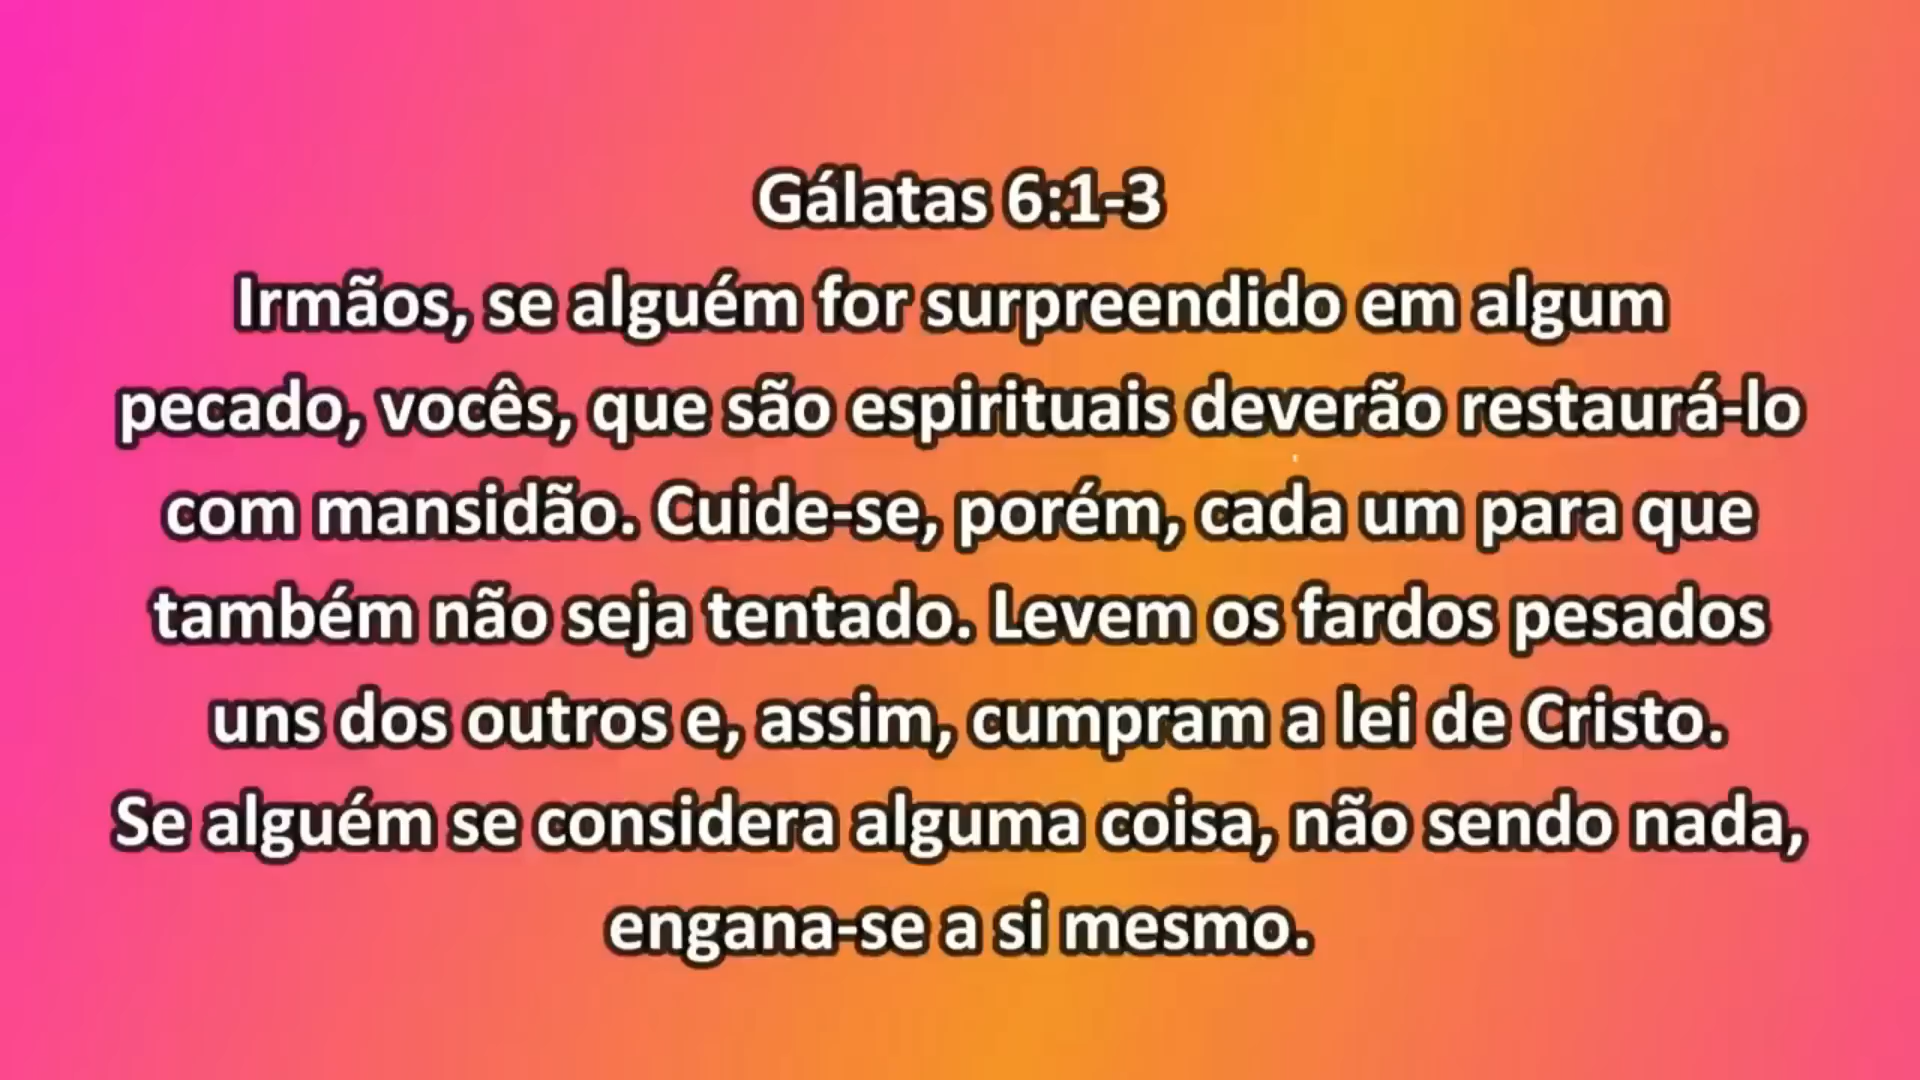 Gálatas 6:1-3
Irmãos, se alguém for surpreendido em algum
pecado, vocês, que são espirituais deverão restaurá-lo
com mansidão. Cuide-se, porém, cada um para que
também não seja tentado. Levem os fardos pesados
uns dos outros e, assim, cumpram a lei de Cristo.
Se alguém se considera alguma coisa, não sendo nada,
engana-se a si mesmo.